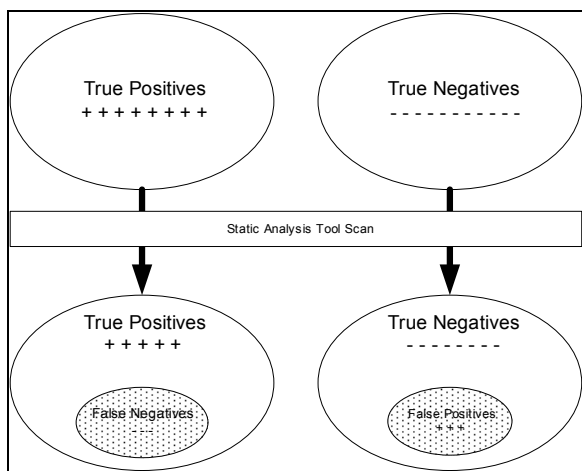 True Positives
+ + + + + + + +
True Negatives
- - - - - - - - - - -
Static Analysis Tool Scan
True Positives
+ + + + +
True Negatives
- - - - - - - -
False Negatives
- - -
False Positives
+ + +